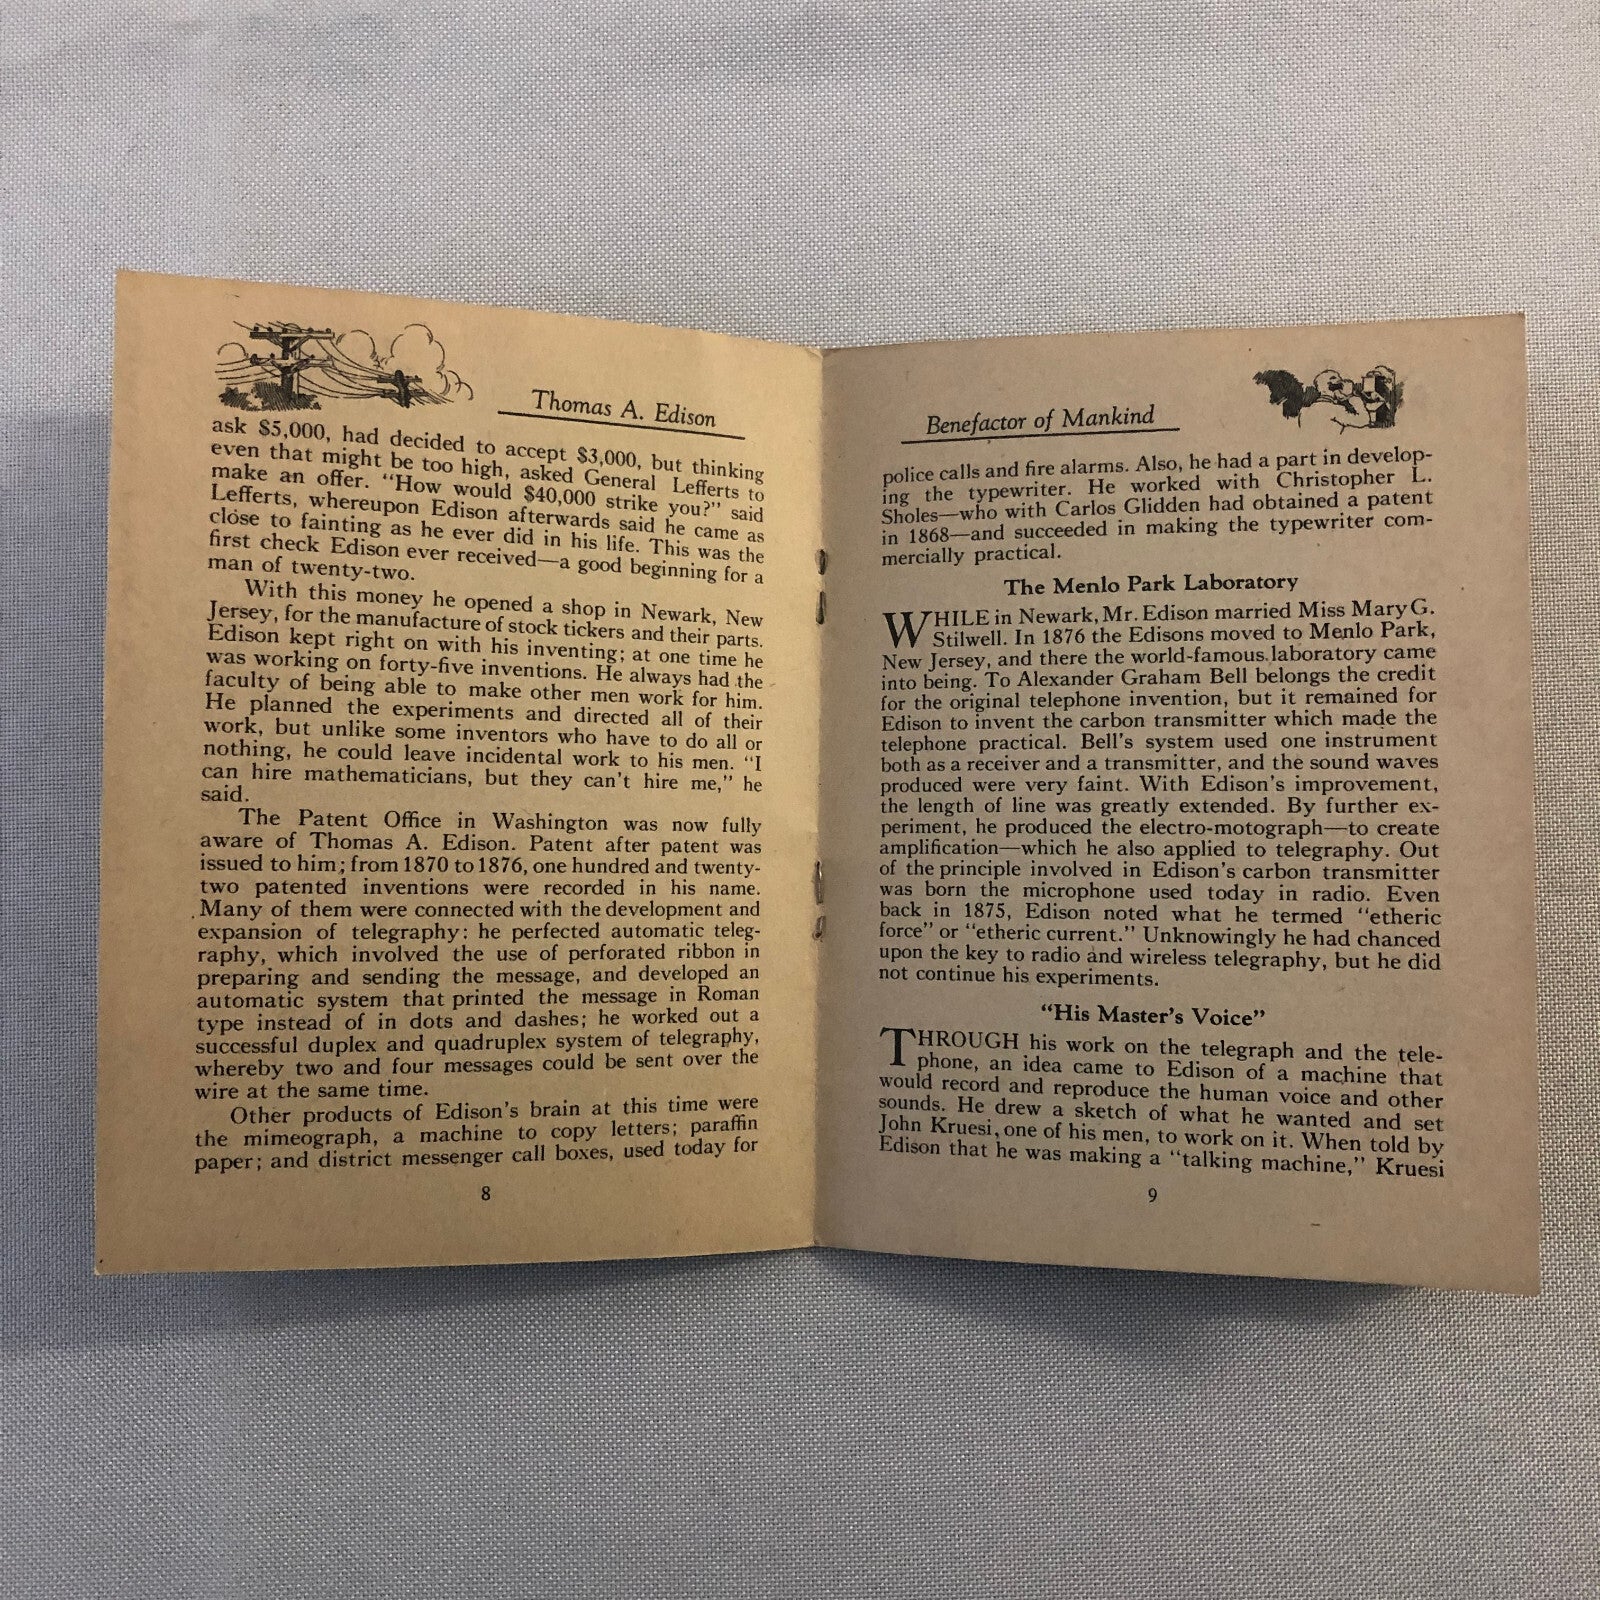 Thomas A. Edison
ask $5,000, had decided to accept $3,000, but thinking
even that might be too high, asked General Lefferts to
make an offer. "How would $40,000 strike you?" said
Lefferts, whereupon Edison afterwards said he came as
close to fainting as he ever did in his life. This was the
first check Edison ever received—a good beginning for a
man of twenty-two.
With this money he opened a shop in Newark, New
Jersey, for the manufacture of stock tickers and their parts.
Edison kept right on with his inventing; at one time he
was working on forty-five inventions. He always had the
faculty of being able to make other men work for him.
He planned the experiments and directed all of their
work, but unlike some inventors who have to do all or
nothing, he could leave incidental work to his men. "I
can hire mathematicians, but they can't hire me," he
said.
The Patent Office in Washington was now fully
aware of Thomas A. Edison. Patent after patent was
issued to him; from 1870 to 1876, one hundred and twenty-
two patented inventions were recorded in his name.
Many of them were connected with the development and
expansion of telegraphy: he perfected automatic teleg-
raphy, which involved the use of perforated ribbon in
preparing and sending the message, and developed an
automatic system that printed the message in Roman
type instead of in dots and dashes; he worked out a
successful duplex and quadruplex system of telegraphy,
whereby two and four messages could be sent over the
wire at the same time.
Other products of Edison's brain at this time were
the mimeograph, a machine to copy letters; paraffin
paper; and district messenger call boxes, used today for
8
Benefactor of Mankind
police calls and fire alarms. Also, he had a part in develop-
ing the typewriter. He worked with Christopher L.
Sholes—who with Carlos Glidden had obtained a patent
in 1868—and succeeded in making the typewriter com-
mercially practical.
The Menlo Park Laboratory
WHILE in Newark, Mr. Edison married Miss Mary G.
Stilwell. In 1876 the Edisons moved to Menlo Park,
New Jersey, and there the world-famous laboratory came
into being. To Alexander Graham Bell belongs the credit
for the original telephone invention, but it remained for
Edison to invent the carbon transmitter which made the
telephone practical. Bell's system used one instrument
both as a receiver and a transmitter, and the sound waves
produced were very faint. With Edison's improvement,
the length of line was greatly extended. By further ex-
periment, he produced the electro-motograph—to create
amplification—which he also applied to telegraphy. Out
of the principle involved in Edison's carbon transmitter
was born the microphone used today in radio. Even
back in 1875, Edison noted what he termed "etheric
force" or "etheric current." Unknowingly he had chanced
upon the key to radio and wireless telegraphy, but he did
not continue his experiments.
"His Master's Voice"
THROUGH his work on the telegraph and the tele-
phone, an idea came to Edison of a machine that
would record and reproduce the human voice and other
sounds. He drew a sketch of what he wanted and set
John Kruesi, one of his men, to work on it. When told by
Edison that he was making a "talking machine," Kruesi
9